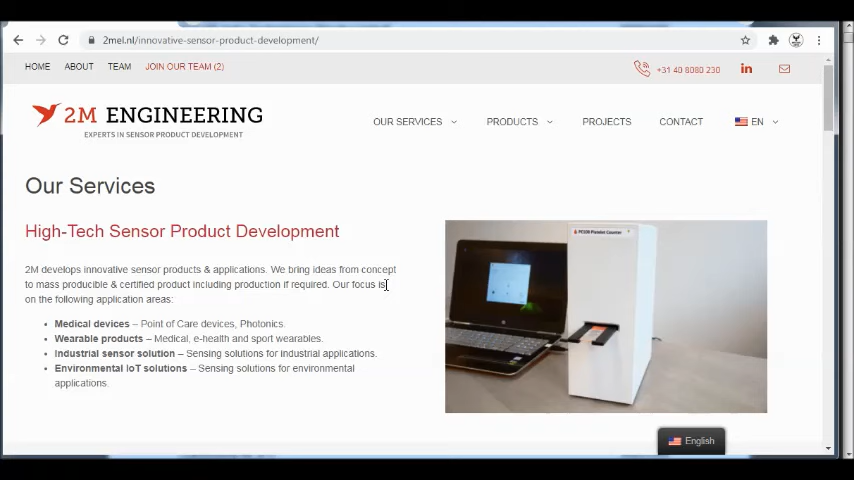 2mel.nl/innovative-sensor-product-development/
HOME ABOUT TEAM JOIN OUR TEAM (2) +31 40 8080 230 in
2M ENGINEERING
EXPERTS IN SENSOR PRODUCT DEVELOPMENT
OUR SERVICES PRODUCTS PROJECTS CONTACT EN
Our Services
High-Tech Sensor Product Development
2M develops innovative sensor products & applications. We bring ideas from concept
to mass producible & certified product including production if required. Our focus is
on the following application areas:
Medical devices – Point of Care devices, Photonics.
Wearable products – Medical, e-health and sport wearables.
Industrial sensor solution – Sensing solutions for industrial applications.
Environmental IoT solutions – Sensing solutions for environmental
applications.
Platelet Counter
English